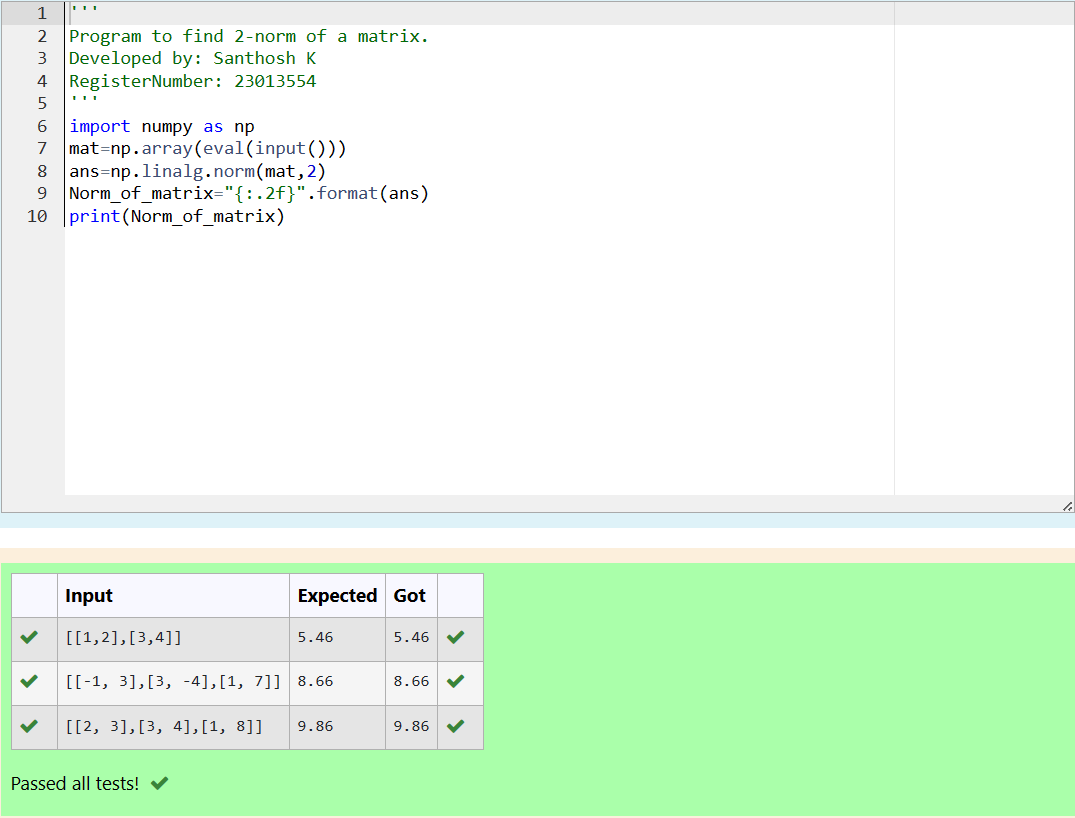 1 '''
2 Program to find 2-norm of a matrix.
3 Developed by: Santhosh K
4 RegisterNumber: 23013554
5 '''
6 import numpy as np
7 mat=np.array(eval(input()))
8 ans=np.linalg.norm(mat,2)
9 Norm_of_matrix="{:.2f}".format(ans)
10 print(Norm_of_matrix)
Input Expected Got
[[1,2],[3,4]] 5.46 5.46
[[-1, 3],[3, -4],[1, 7]] 8.66 8.66
[[2, 3],[3, 4],[1, 8]] 9.86 9.86
Passed all tests!